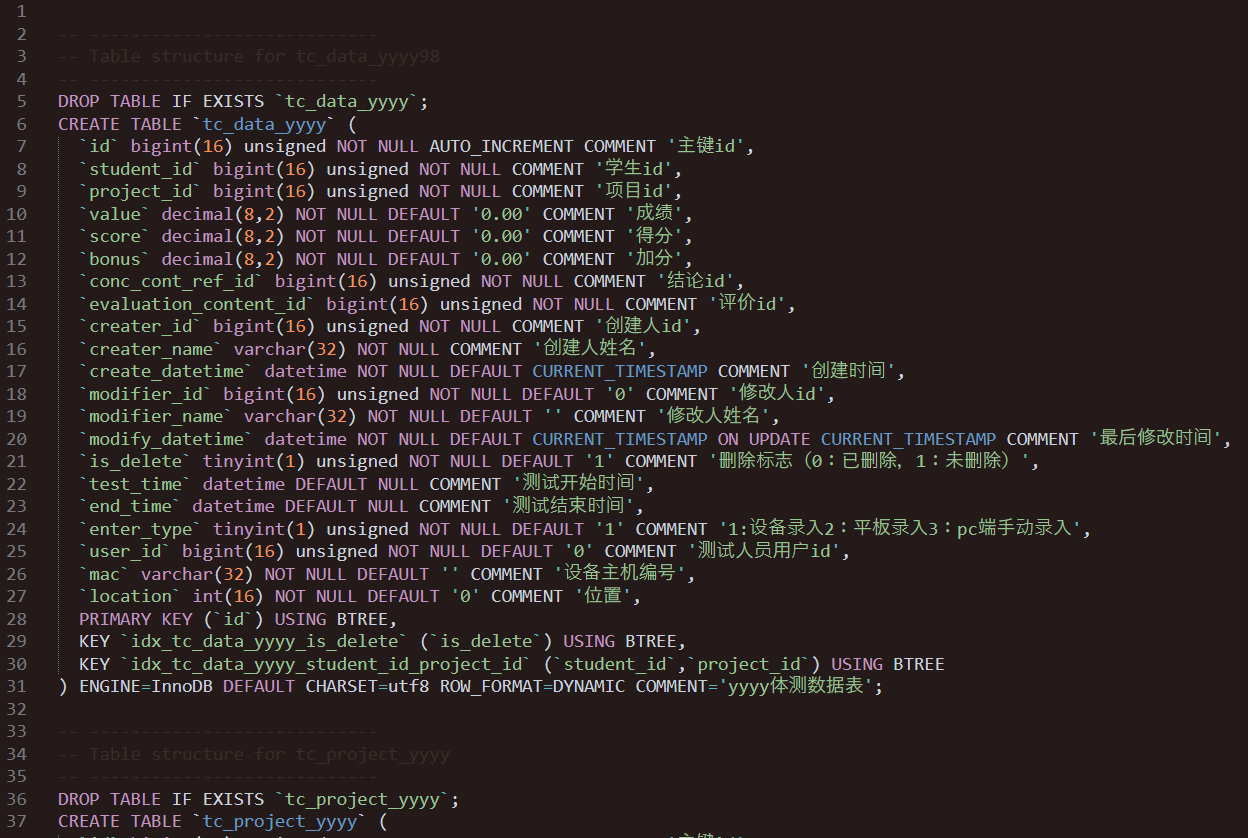 1
2 -- ----------------------------
3 -- Table structure for tc_data_yyyy98
4 -- ----------------------------
5 DROP TABLE IF EXISTS `tc_data_yyyy`;
6 CREATE TABLE `tc_data_yyyy` (
7 `id` bigint(16) unsigned NOT NULL AUTO_INCREMENT COMMENT '主键id',
8 `student_id` bigint(16) unsigned NOT NULL COMMENT '学生id',
9 `project_id` bigint(16) unsigned NOT NULL COMMENT '项目id',
10 `value` decimal(8,2) NOT NULL DEFAULT '0.00' COMMENT '成绩',
11 `score` decimal(8,2) NOT NULL DEFAULT '0.00' COMMENT '得分',
12 `bonus` decimal(8,2) NOT NULL DEFAULT '0.00' COMMENT '加分',
13 `conc_cont_ref_id` bigint(16) unsigned NOT NULL COMMENT '结论id',
14 `evaluation_content_id` bigint(16) unsigned NOT NULL COMMENT '评价id',
15 `creater_id` bigint(16) unsigned NOT NULL COMMENT '创建人id',
16 `creater_name` varchar(32) NOT NULL COMMENT '创建人姓名',
17 `create_datetime` datetime NOT NULL DEFAULT CURRENT_TIMESTAMP COMMENT '创建时间',
18 `modifier_id` bigint(16) unsigned NOT NULL DEFAULT '0' COMMENT '修改人id',
19 `modifier_name` varchar(32) NOT NULL DEFAULT '' COMMENT '修改人姓名',
20 `modify_datetime` datetime NOT NULL DEFAULT CURRENT_TIMESTAMP ON UPDATE CURRENT_TIMESTAMP COMMENT '最后修改时间',
21 `is_delete` tinyint(1) unsigned NOT NULL DEFAULT '1' COMMENT '删除标志（0：已删除，1：未删除）',
22 `test_time` datetime DEFAULT NULL COMMENT '测试开始时间',
23 `end_time` datetime DEFAULT NULL COMMENT '测试结束时间',
24 `enter_type` tinyint(1) unsigned NOT NULL DEFAULT '1' COMMENT '1:设备录入2：平板录入3：pc端手动录入',
25 `user_id` bigint(16) unsigned NOT NULL DEFAULT '0' COMMENT '测试人员用户id',
26 `mac` varchar(32) NOT NULL DEFAULT '' COMMENT '设备主机编号',
27 `location` int(16) NOT NULL DEFAULT '0' COMMENT '位置',
28 PRIMARY KEY (`id`) USING BTREE,
29 KEY `idx_tc_data_yyyy_is_delete` (`is_delete`) USING BTREE,
30 KEY `idx_tc_data_yyyy_student_id_project_id` (`student_id`,`project_id`) USING BTREE
31 ) ENGINE=InnoDB DEFAULT CHARSET=utf8 ROW_FORMAT=DYNAMIC COMMENT='yyyy体测数据表';
32
33 -- ----------------------------
34 -- Table structure for tc_project_yyyy
35 -- ----------------------------
36 DROP TABLE IF EXISTS `tc_project_yyyy`;
37 CREATE TABLE `tc_project_yyyy` (